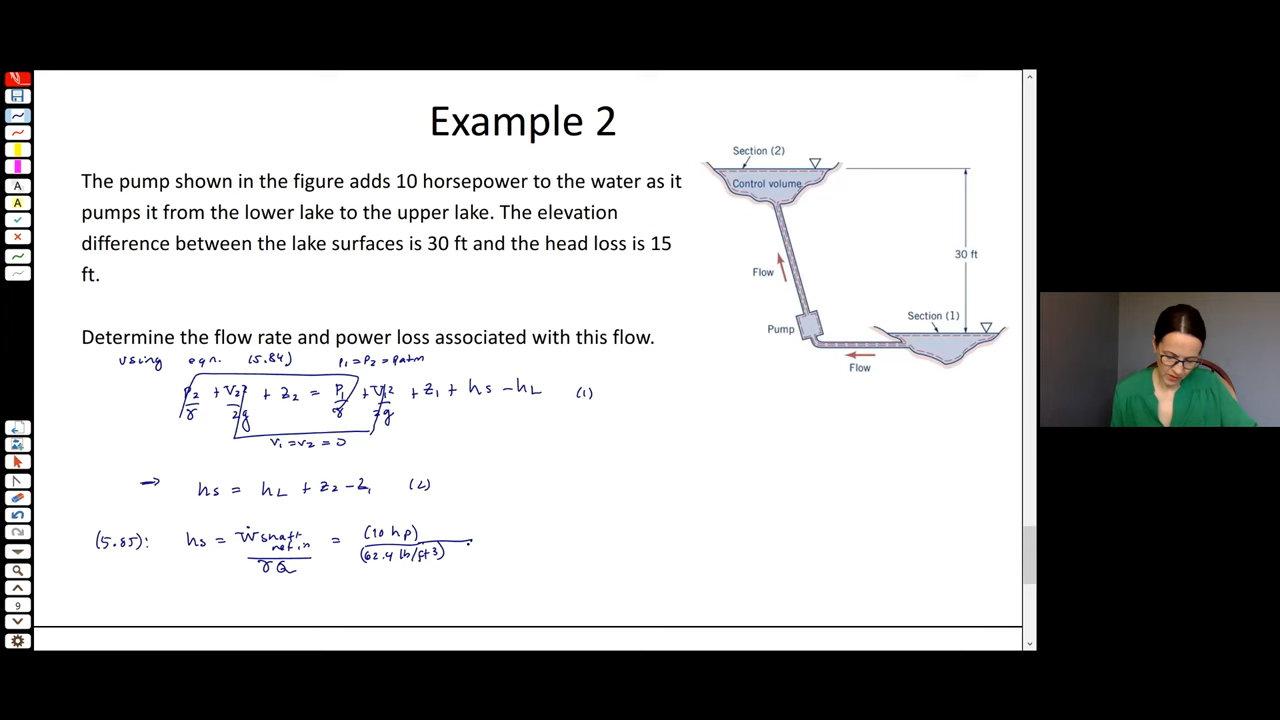 Example 2
The pump shown in the figure adds 10 horsepower to the water as it
pumps it from the lower lake to the upper lake. The elevation
difference between the lake surfaces is 30 ft and the head loss is 15
ft.
Determine the flow rate and power loss associated with this flow.
Section (2)
Control volume
Flow
30 ft
Section (1)
Pump
Flow
using eqn. (5.84) P1 = P2 = Patm
P2/γ + V2²/2g + z2 = P1/γ + V1²/2g + z1 + hs - hL (1)
V1 = V2 = 0
→ hs = hL + z2 - z1 (2)
(5.85): hs = Ẇshaft net in / γQ = (10 hp) / (62.4 lb/ft3)
A
A
9